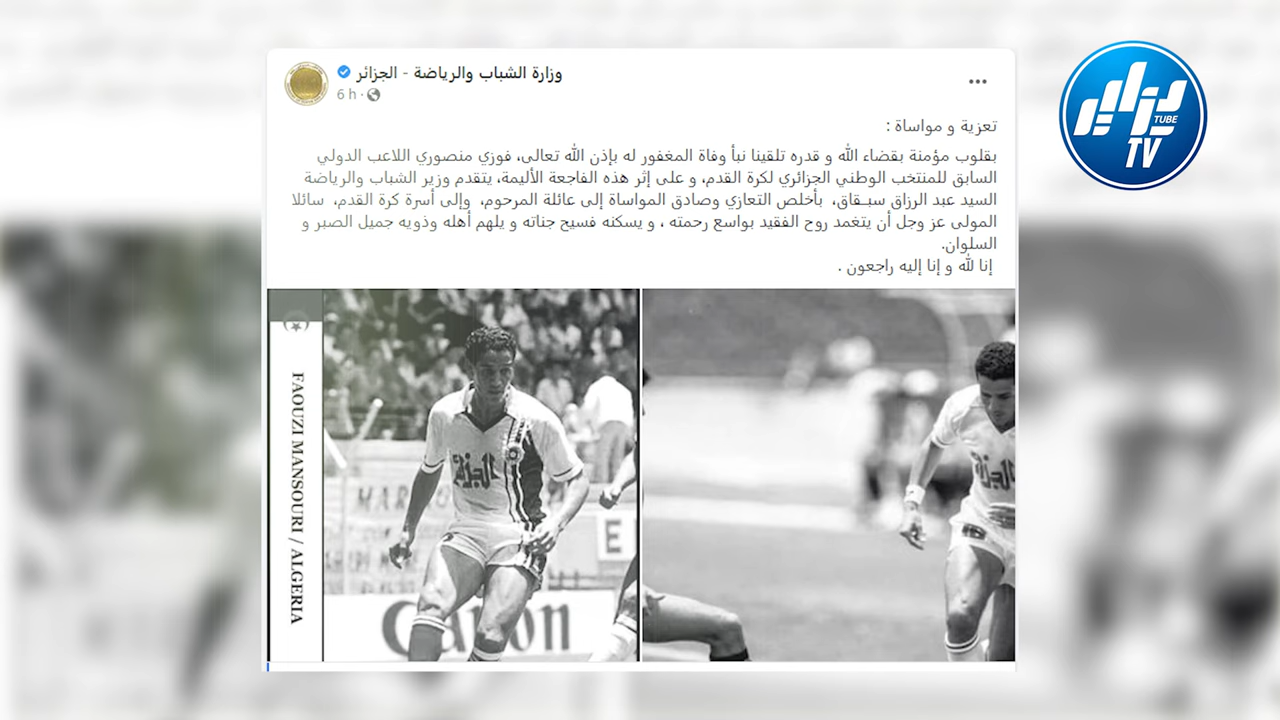 وزارة الشباب والرياضة - الجزائر
6 h ·
تعزية و مواساة :
بقلوب مؤمنة بقضاء الله و قدره تلقينا نبأ وفاة المغفور له بإذن الله تعالى، فوزي منصوري اللاعب الدولي
السابق للمنتخب الوطني الجزائري لكرة القدم، و على إثر هذه الفاجعة الأليمة، يتقدم وزير الشباب والرياضة
السيد عبد الرزاق سبـقاق، بأخلص التعازي وصادق المواساة إلى عائلة المرحوم، وإلى أسرة كرة القدم، سائلا
المولى عز وجل أن يتغمد روح الفقيد بواسع رحمته ، و يسكنه فسيح جناته و يلهم أهله وذويه جميل الصبر و
السلوان.
إنا لله و إنا إليه راجعون .
TUBE
TV
FAOUZI MANSOURI / ALGERIA
الجزائر
E
Canon